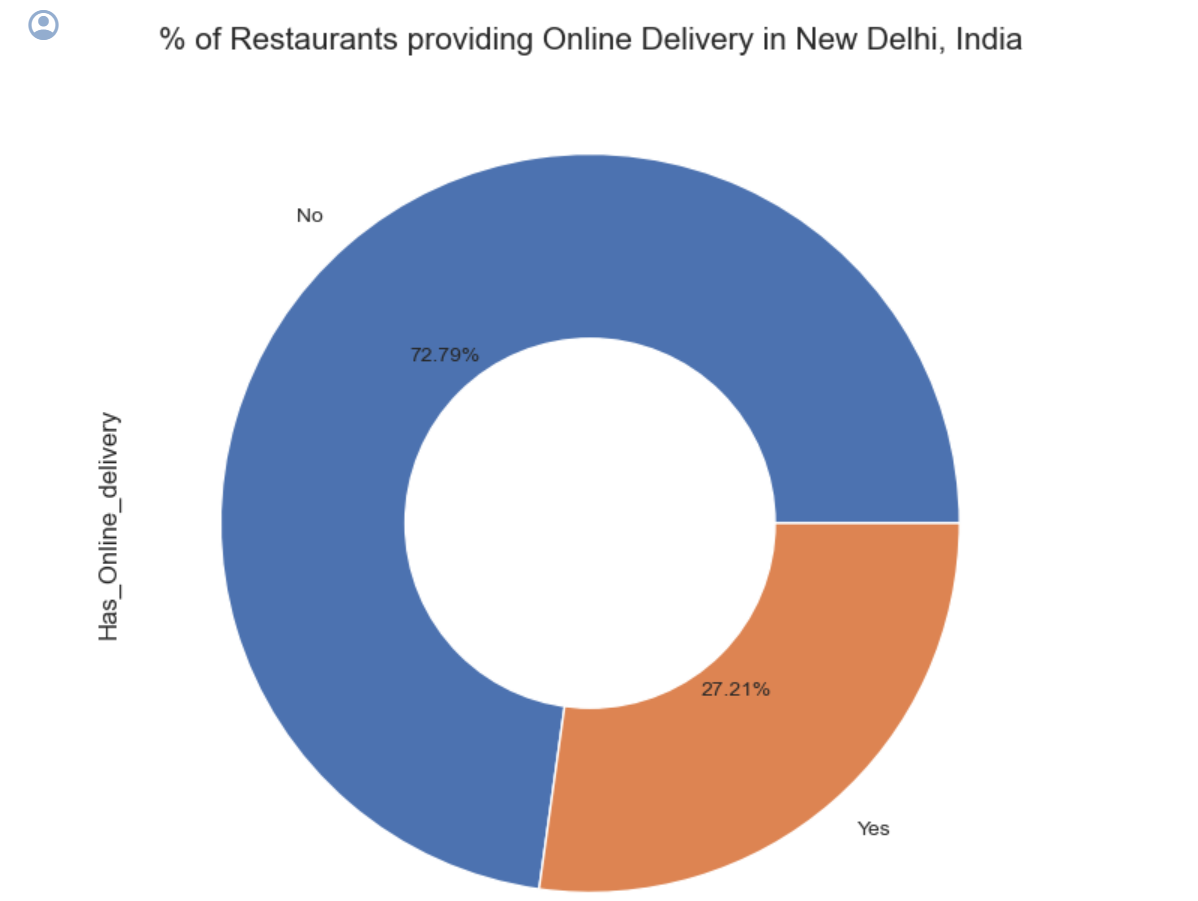 % of Restaurants providing Online Delivery in New Delhi, India
No
72.79%
Has_Online_delivery
27.21%
Yes